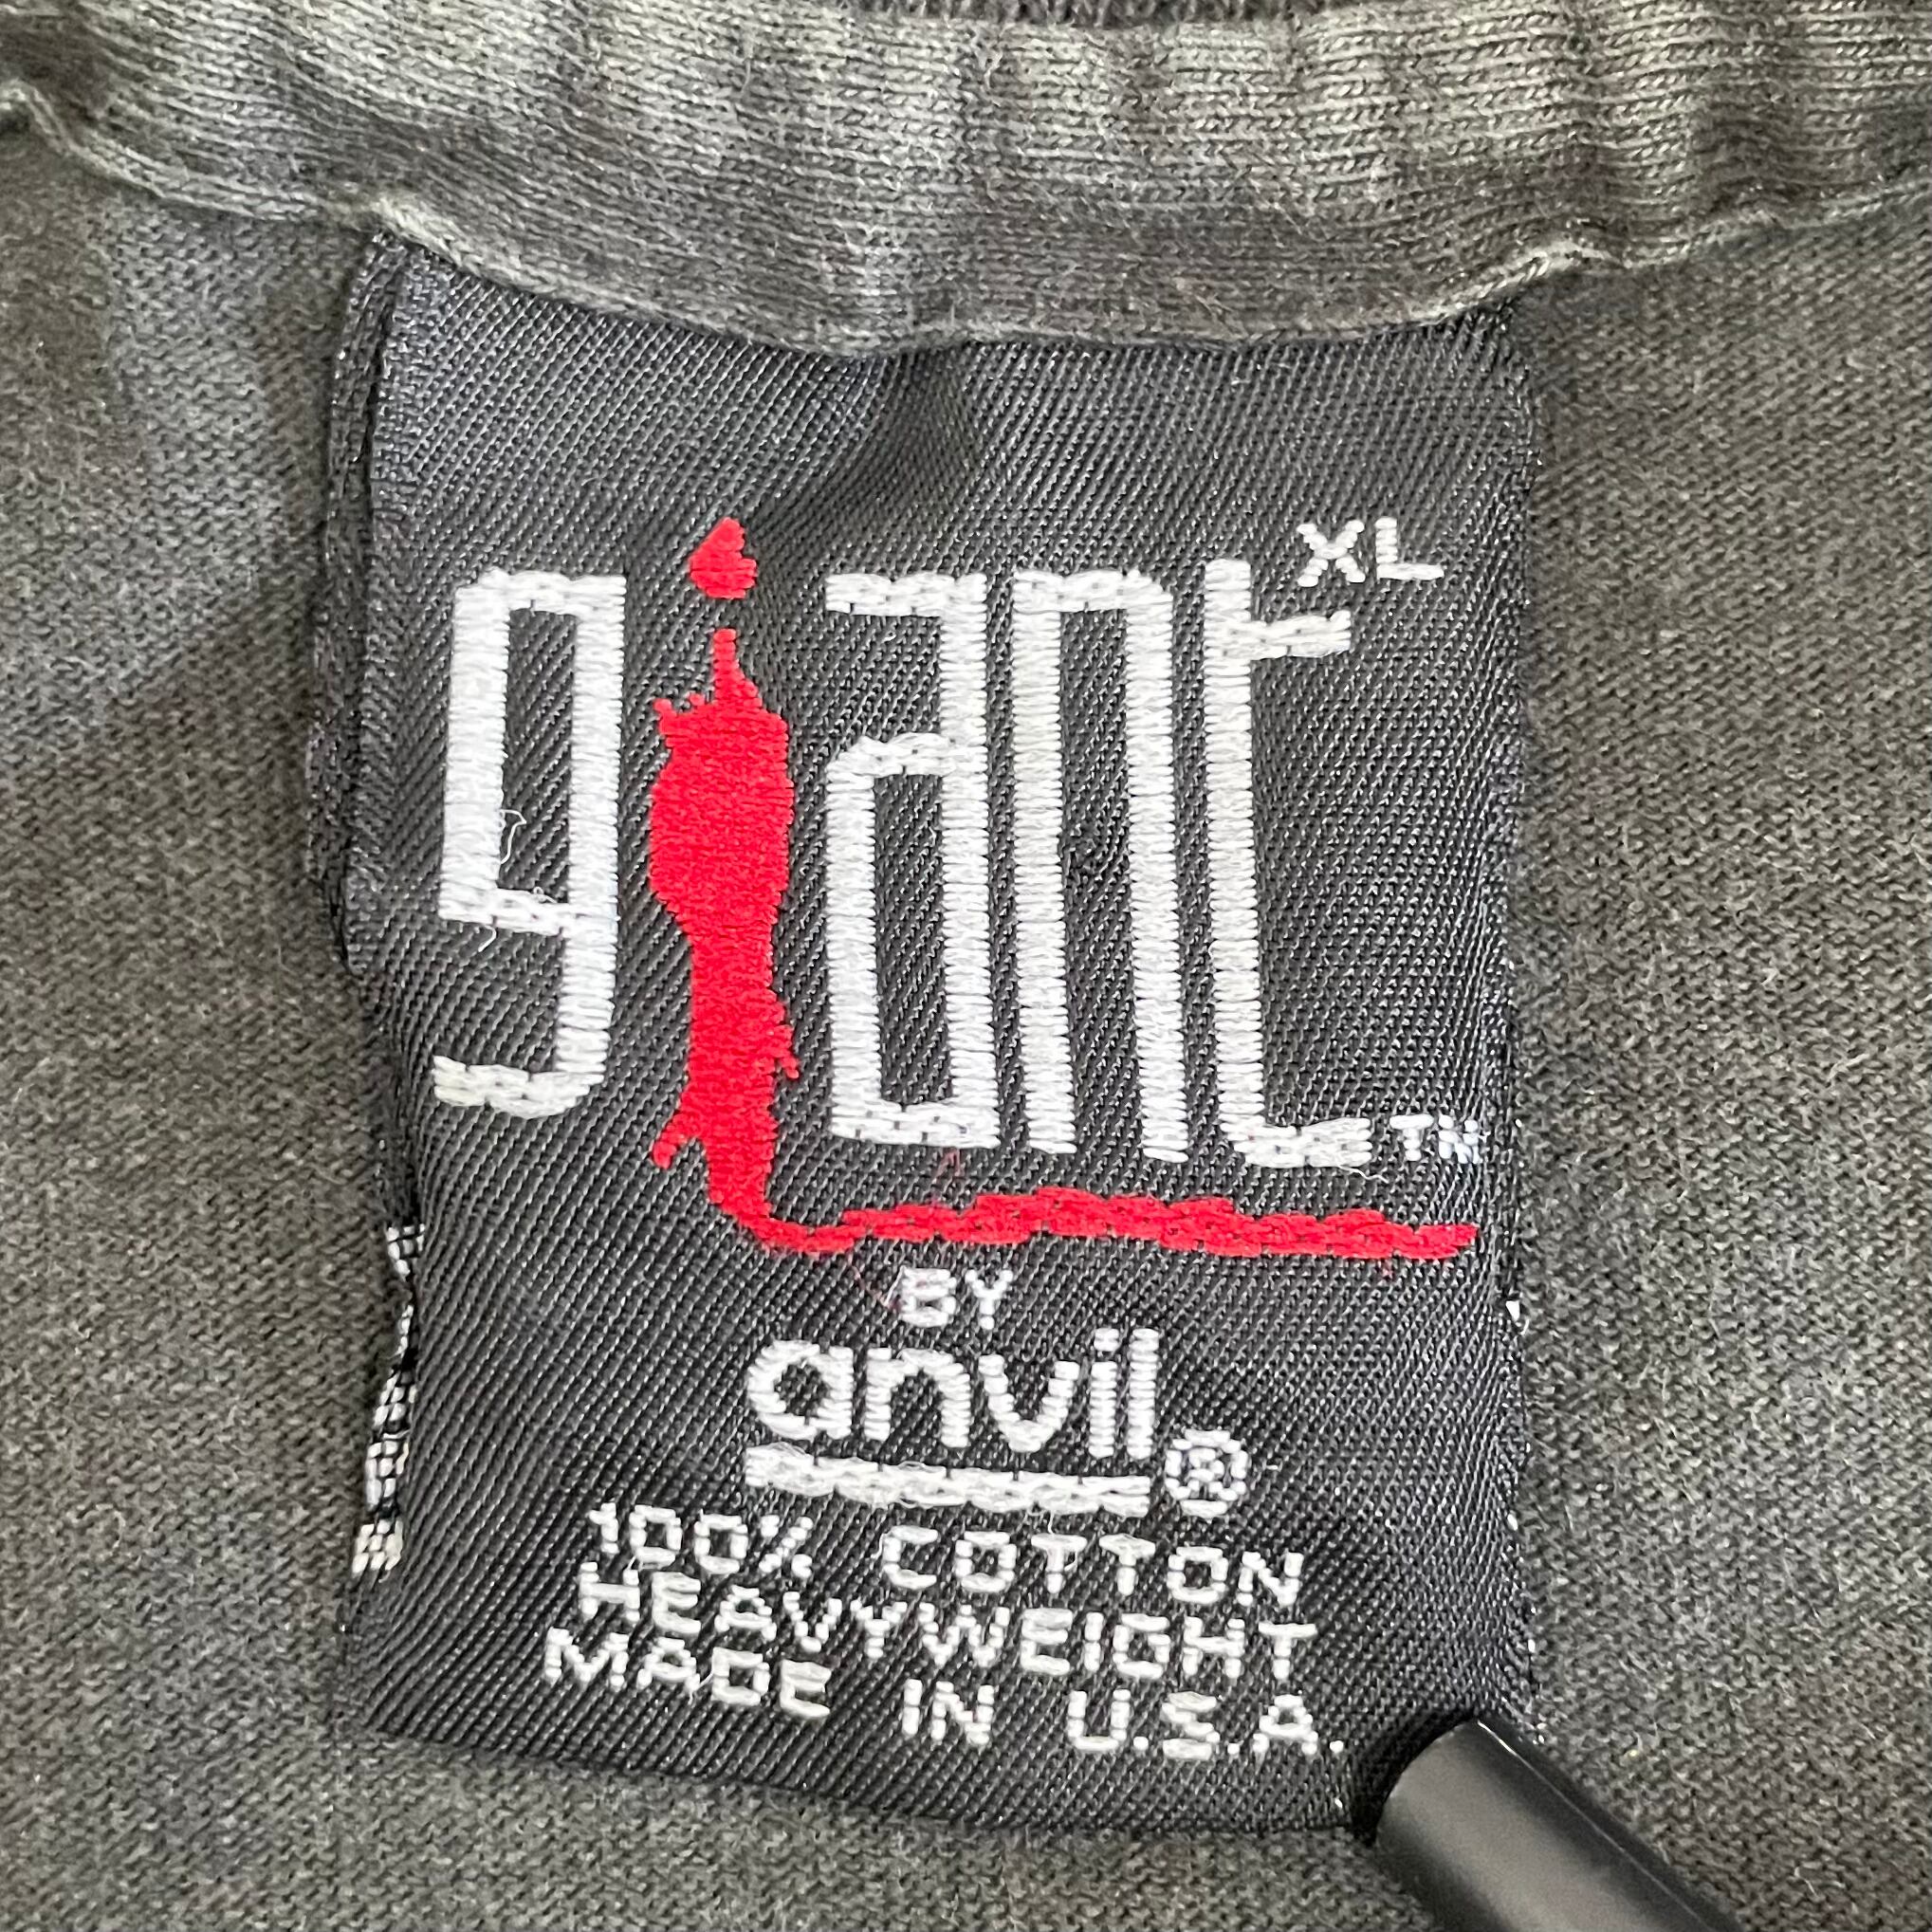 giant XL
TM
BY
anvil®
100% COTTON
HEAVYWEIGHT
MADE IN U.S.A.